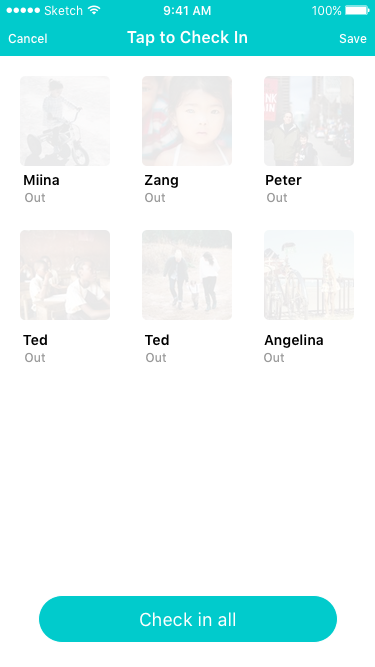 Sketch 9:41 AM 100%
Cancel Tap to Check In Save
Miina Zang Peter
Out Out Out
Ted Ted Angelina
Out Out Out
Check in all